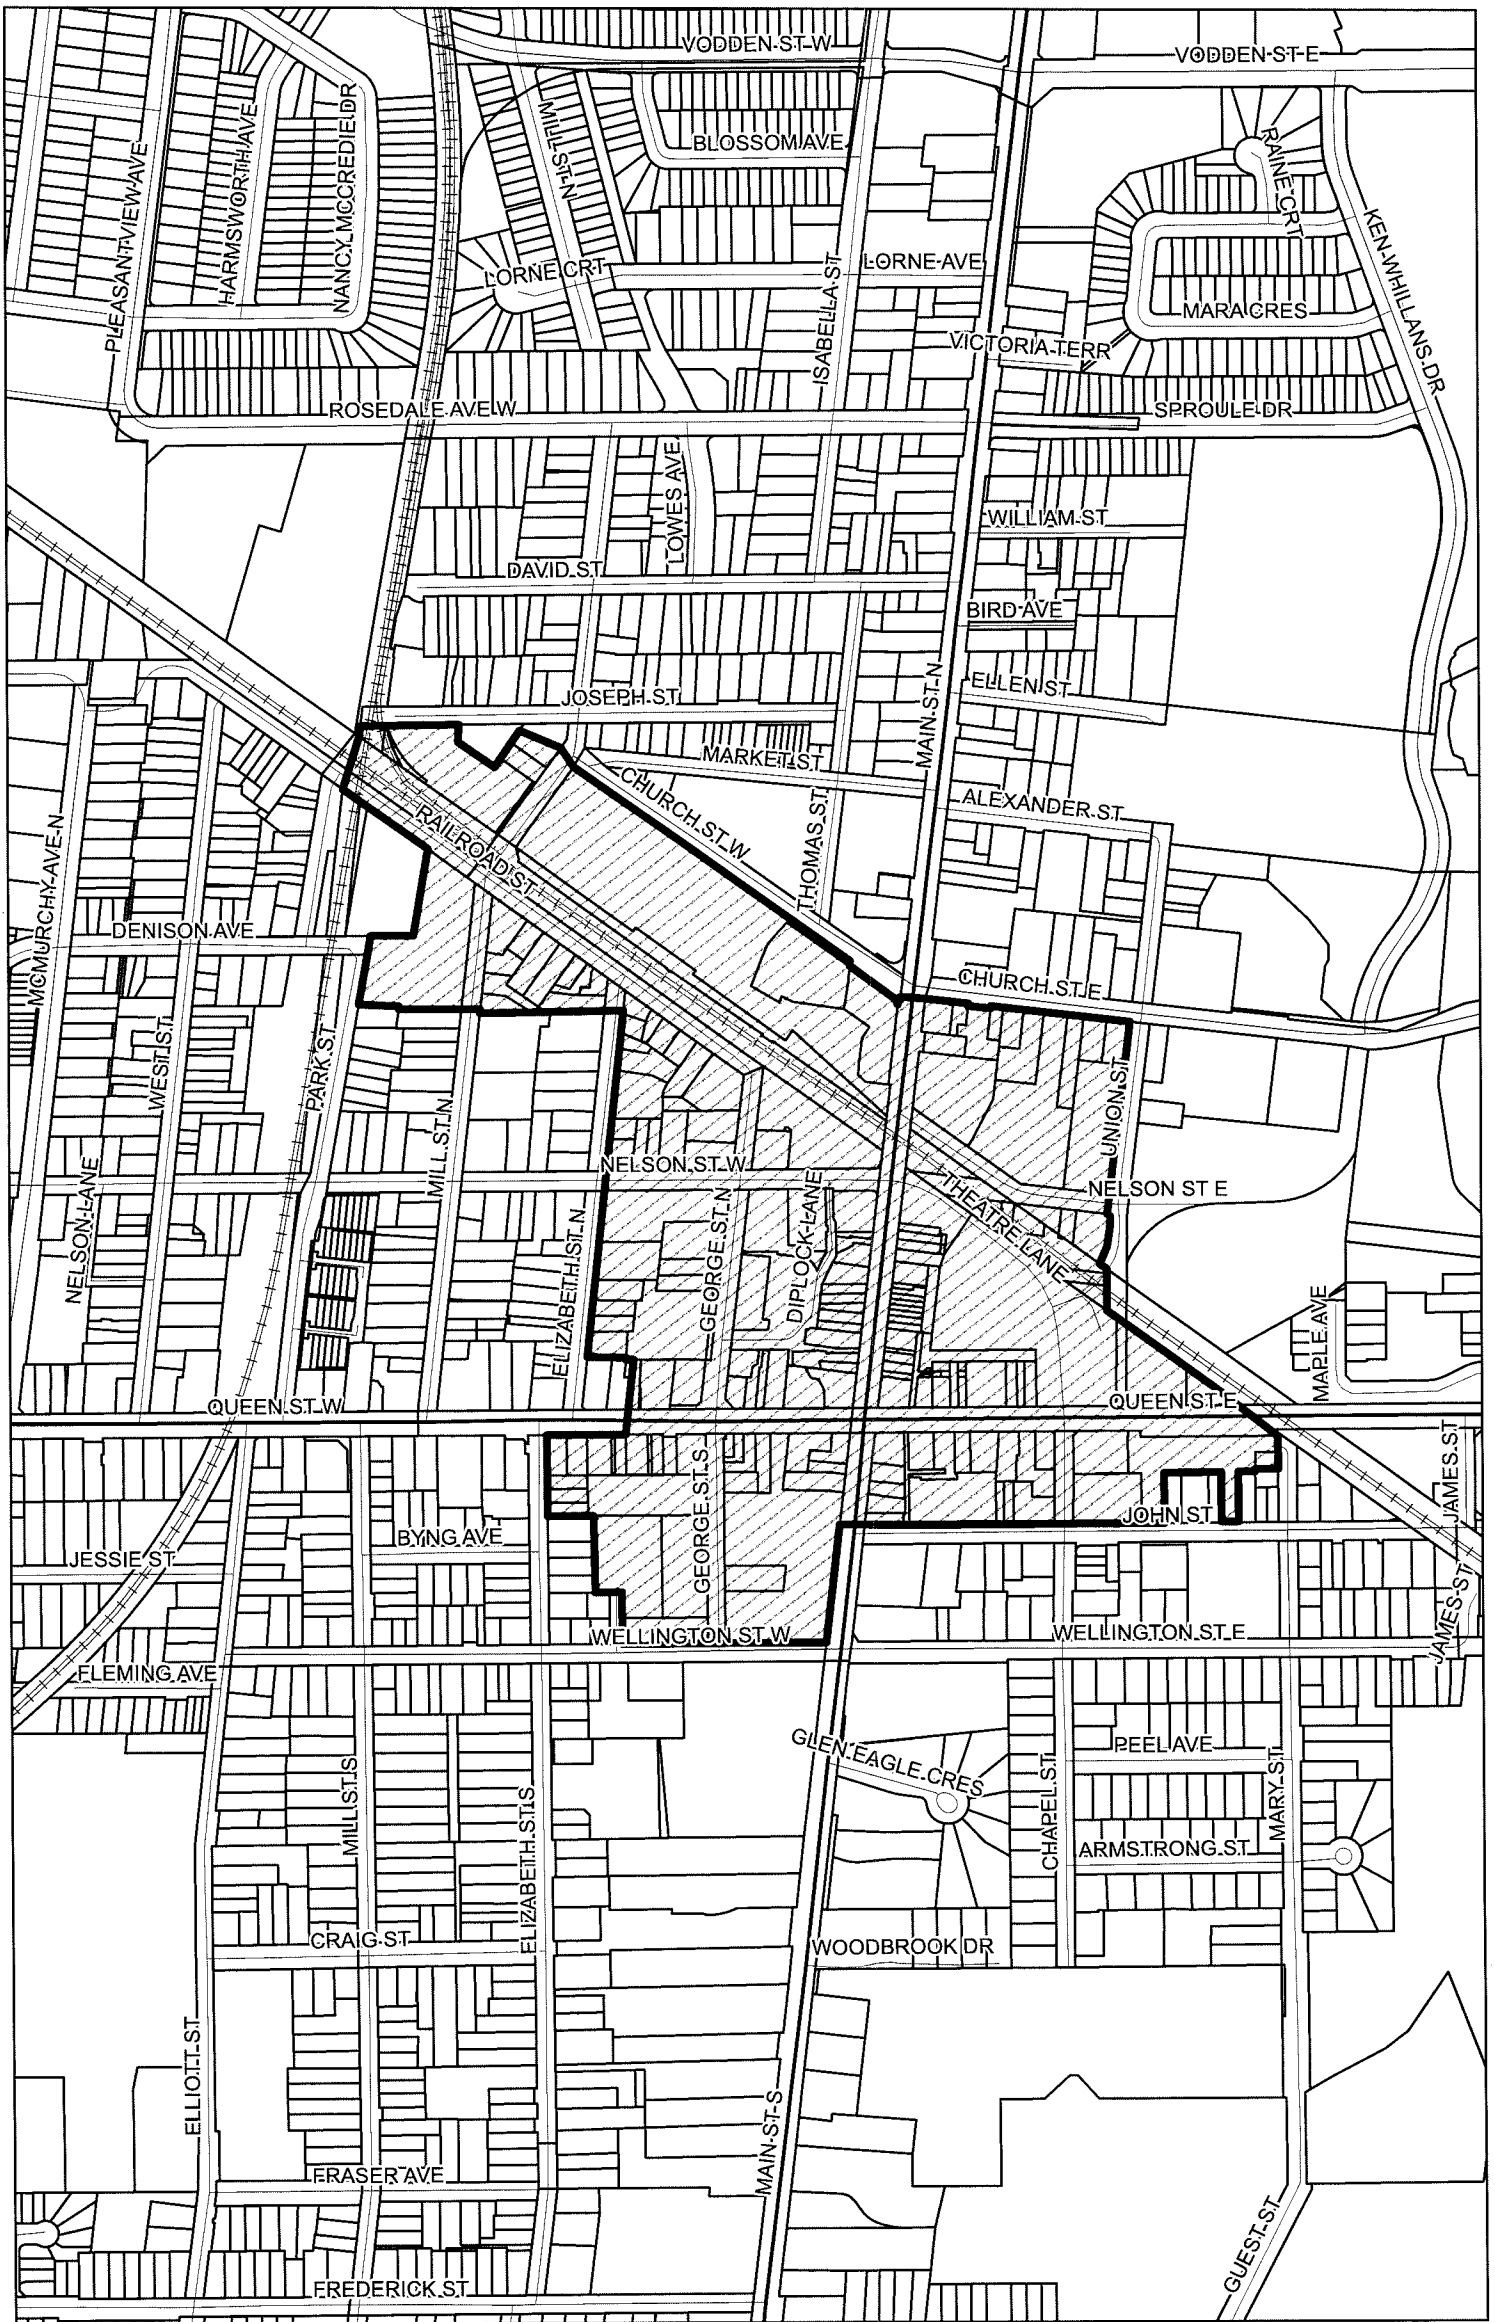 VODDEN ST W
VODDEN ST E
MILL ST N
BLOSSOM AVE
NANCY MCCREDIE DR
HARMSWORTH AVE
PLEASANT VIEW AVE
RAINE CRT
KEN WHILLANS DR
LORNE CRT
LORNE AVE
ISABELLA ST
MARACRES
VICTORIA TERR
ROSEDALE AVE W
SPROULE DR
LOWES AVE
WILLIAM ST
DAVID ST
BIRD AVE
ELLEN ST
JOSEPH ST
MAIN ST N
MARKET ST
CHURCH ST W
ALEXANDER ST
THOMAS ST
RAILROAD ST
MCMURCHY AVE N
DENISON AVE
CHURCH ST E
WEST ST
PARK ST
UNION ST
MILL ST N
NELSON ST W
NELSON ST E
NELSON LANE
THEATRE LANE
GEORGE ST N
DIPLOCK LANE
ELIZABETH ST N
MAPLE AVE
QUEEN ST W
QUEEN ST E
JAMES ST
GEORGE ST S
JOHN ST
BYNG AVE
JESSIE ST
JAMES ST
WELLINGTON ST W
WELLINGTON ST E
FLEMING AVE
GLEN EAGLE CRES
PEEL AVE
MILL ST S
ELIZABETH ST S
CHAPEL ST
MARY ST
ARMSTRONG ST
CRAIG ST
WOODBROOK DR
ELLIOTT ST
MAIN ST S
FRASER AVE
GUEST ST
FREDERICK ST